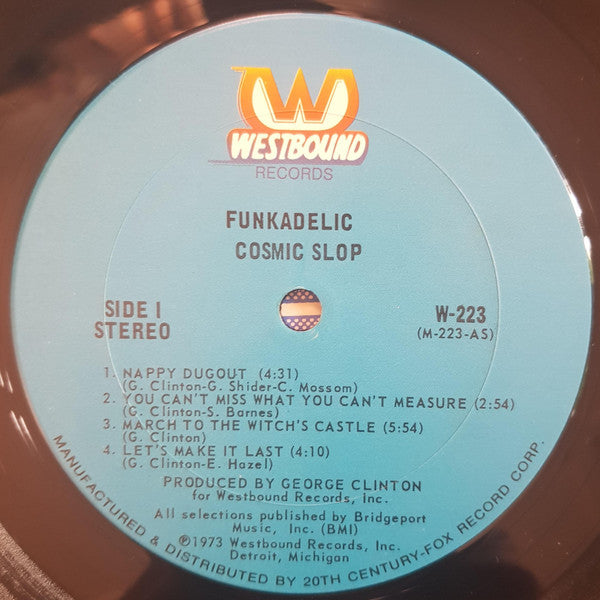 W
WESTBOUND
RECORDS
FUNKADELIC
COSMIC SLOP
SIDE I
STEREO
W-223
(M-223-AS)
1. NAPPY DUGOUT (4:31)
(G. Clinton-G. Shider-C. Mossom)
2. YOU CAN'T MISS WHAT YOU CAN'T MEASURE (2:54)
(G. Clinton-S. Barnes)
3. MARCH TO THE WITCH'S CASTLE (5:54)
(G. Clinton)
4. LET'S MAKE IT LAST (4:10)
(G. Clinton-E. Hazel)
PRODUCED BY GEORGE CLINTON
for Westbound Records, Inc.
All selections published by Bridgeport
Music, Inc. (BMI)
℗1973 Westbound Records, Inc.
Detroit, Michigan
MANUFACTURED & DISTRIBUTED BY 20TH CENTURY-FOX RECORD CORP.